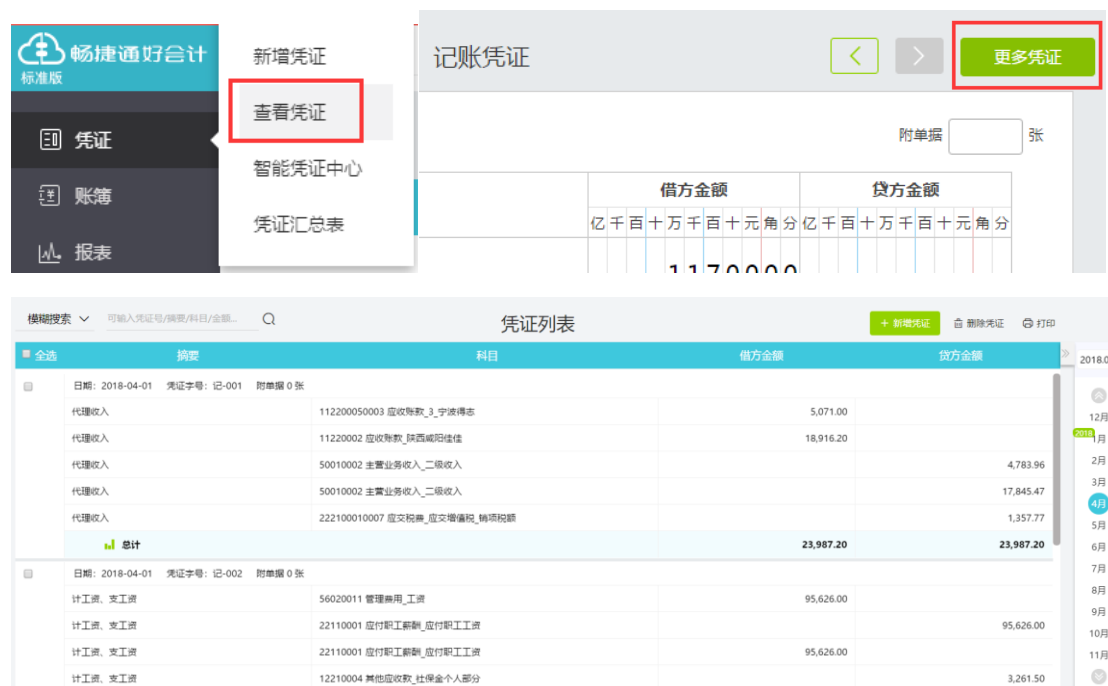 畅捷通好会计
标准版
新增凭证
查看凭证
智能凭证中心
凭证汇总表
凭证
账簿
报表
记账凭证
更多凭证
附单据 张
借方金额 贷方金额
亿千百十万千百十元角分 亿千百十万千百十元角分
1170000
模糊搜索 可输入凭证号/摘要/科目/金额... 凭证列表 + 新增凭证 删除凭证 打印
全选 摘要 科目 借方金额 贷方金额 2018.0
日期: 2018-04-01 凭证字号: 记-001 附单据 0 张
代理收入 112200050003 应收账款_3_宁波得志 5,071.00
代理收入 11220002 应收账款_陕西咸阳佳佳 18,916.20
代理收入 50010002 主营业务收入_二级收入 4,783.96
代理收入 50010002 主营业务收入_二级收入 17,845.47
代理收入 222100010007 应交税费_应交增值税_销项税额 1,357.77
总计 23,987.20 23,987.20
日期: 2018-04-01 凭证字号: 记-002 附单据 0 张
计工资、支工资 56020011 管理费用_工资 95,626.00
计工资、支工资 22110001 应付职工薪酬_应付职工工资 95,626.00
计工资、支工资 22110001 应付职工薪酬_应付职工工资 95,626.00
计工资、支工资 12210004 其他应收款_社保金个人部分 3,261.50
12月
2018
1月
2月
3月
4月
5月
6月
7月
8月
9月
10月
11月